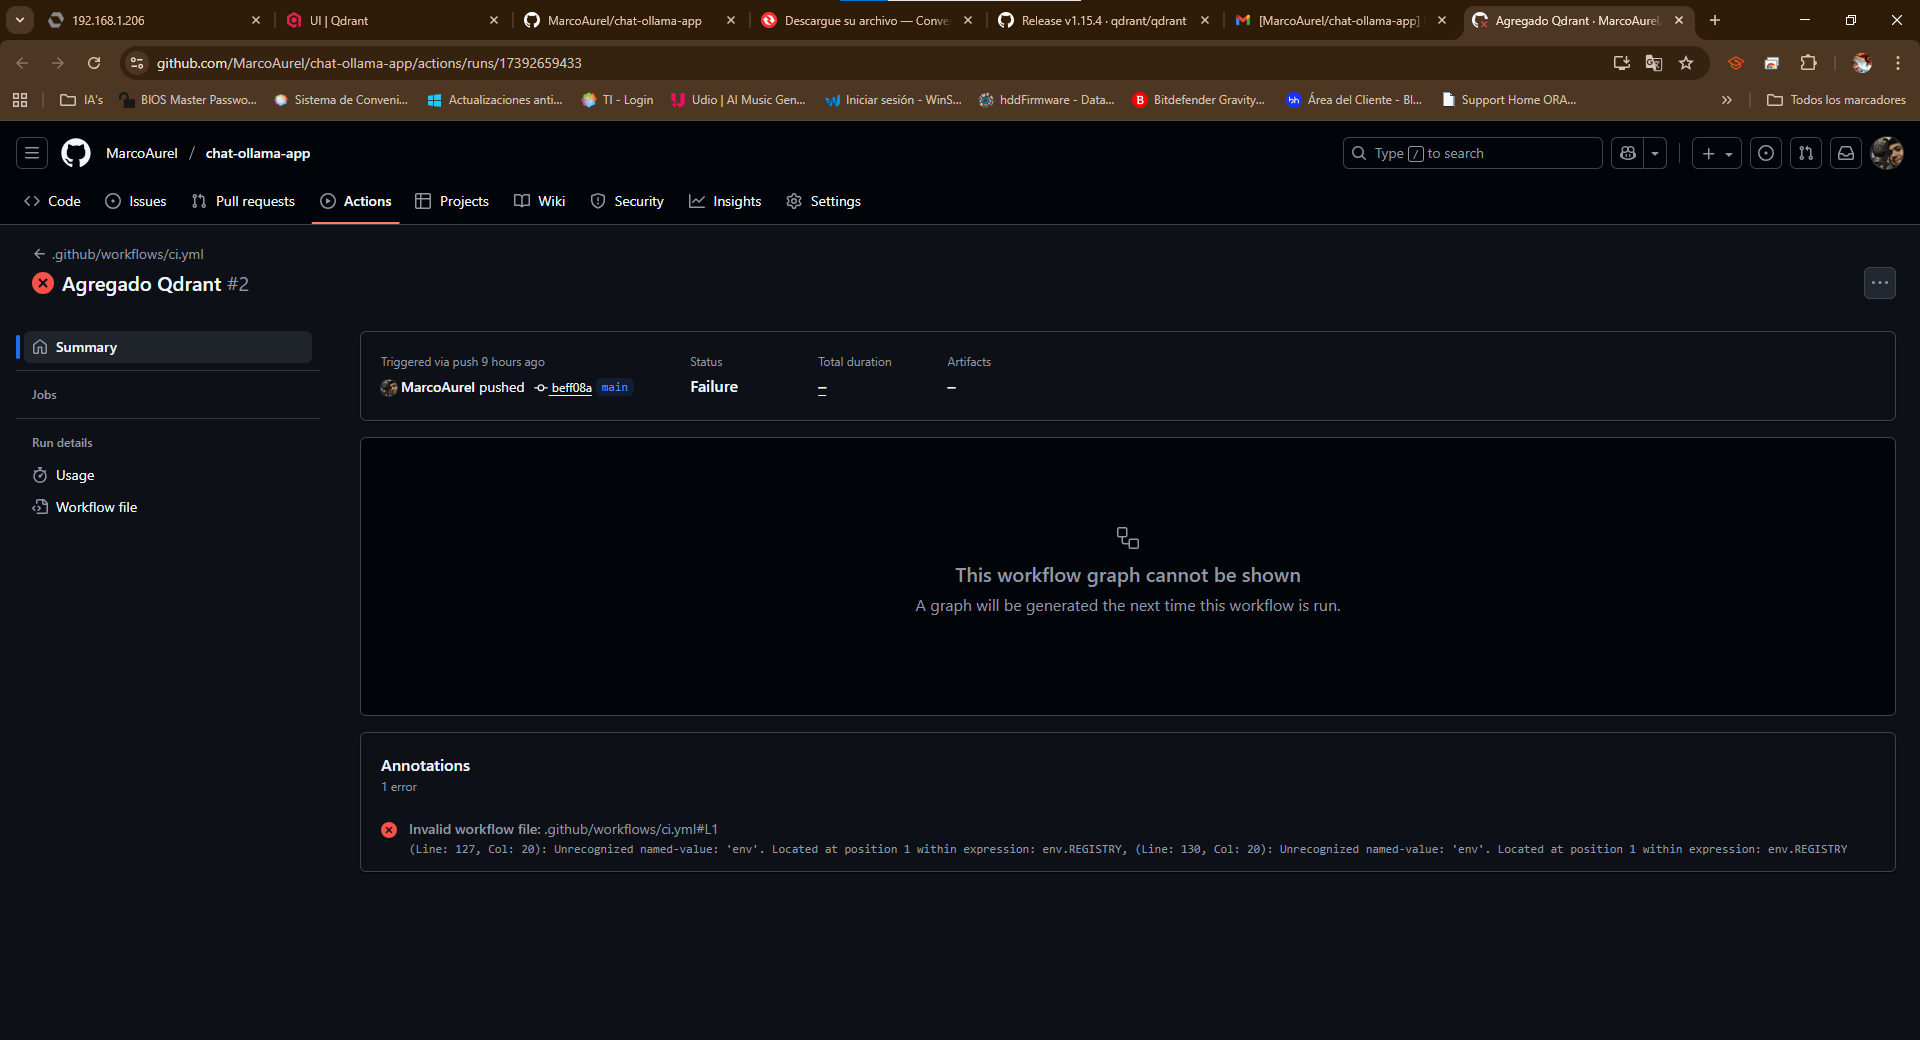 192.168.1.206
UI | Qdrant
MarcoAurel/chat-ollama-app
Descargue su archivo — Conve
Release v1.15.4 · qdrant/qdrant
[MarcoAurel/chat-ollama-app]
Agregado Qdrant · MarcoAurel
github.com/MarcoAurel/chat-ollama-app/actions/runs/17392659433
IA's
BIOS Master Passwo...
Sistema de Conveni...
Actualizaciones anti...
TI - Login
Udio | AI Music Gen...
Iniciar sesión - WinS...
hddFirmware - Data...
Bitdefender Gravity...
Área del Cliente - Bl...
Support Home ORA...
Todos los marcadores
MarcoAurel / chat-ollama-app
Type / to search
Code
Issues
Pull requests
Actions
Projects
Wiki
Security
Insights
Settings
.github/workflows/ci.yml
Agregado Qdrant #2
Summary
Jobs
Run details
Usage
Workflow file
Triggered via push 9 hours ago
MarcoAurel pushed beff08a main
Status
Failure
Total duration
–
Artifacts
–
This workflow graph cannot be shown
A graph will be generated the next time this workflow is run.
Annotations
1 error
Invalid workflow file: .github/workflows/ci.yml#L1
(Line: 127, Col: 20): Unrecognized named-value: 'env'. Located at position 1 within expression: env.REGISTRY, (Line: 130, Col: 20): Unrecognized named-value: 'env'. Located at position 1 within expression: env.REGISTRY